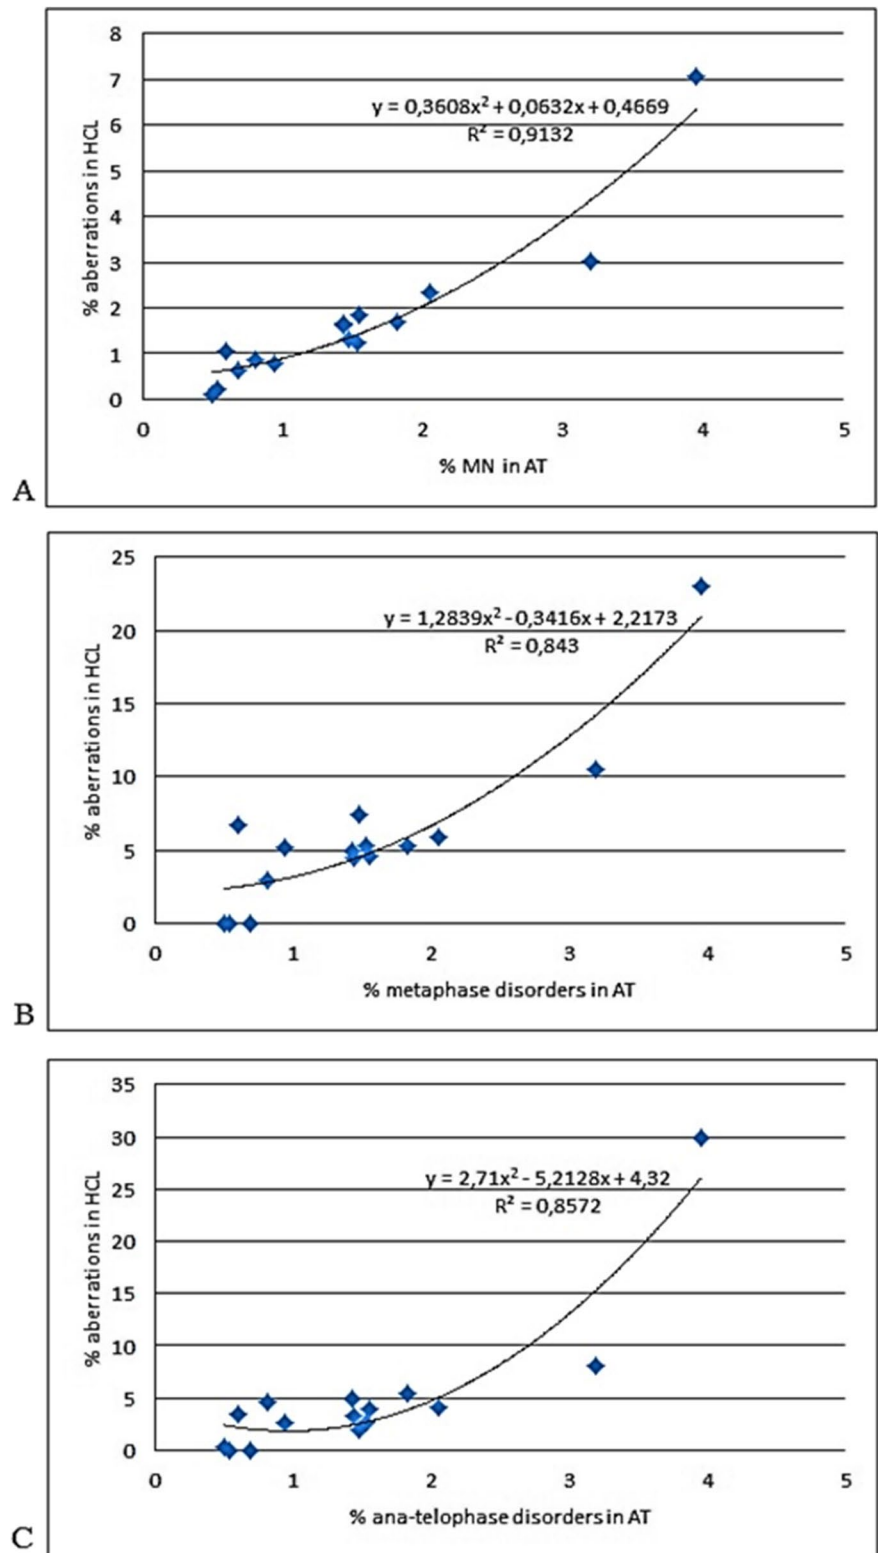 8
7
y = 0,3608x² + 0,0632x + 0,4669
R² = 0,9132
6
5
4
3
2
1
0
% aberrations in HCL
0 1 2 3 4 5
% MN in AT
A
25
y = 1,2839x² - 0,3416x + 2,2173
R² = 0,843
20
15
10
5
0
% aberrations in HCL
0 1 2 3 4 5
% metaphase disorders in AT
B
35
30
y = 2,71x² - 5,2128x + 4,32
R² = 0,8572
25
20
15
10
5
0
% aberrations in HCL
0 1 2 3 4 5
% ana-telophase disorders in AT
C